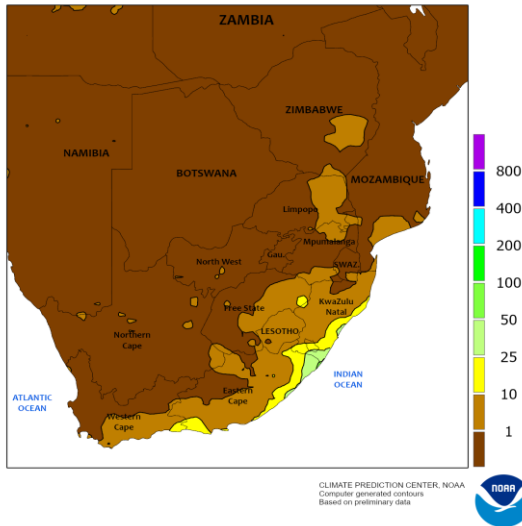 ZAMBIA
ZIMBABWE
NAMIBIA
BOTSWANA
MOZAMBIQUE
Limpopo
Mpumalanga
Gau.
SWAZ.
North West
Free State
KwaZulu
Natal
LESOTHO
Northern
Cape
Eastern
Cape
Western
Cape
ATLANTIC
OCEAN
INDIAN
OCEAN
800
400
200
100
50
25
10
1
CLIMATE PREDICTION CENTER, NOAA
Computer generated contours
Based on preliminary data
NOAA